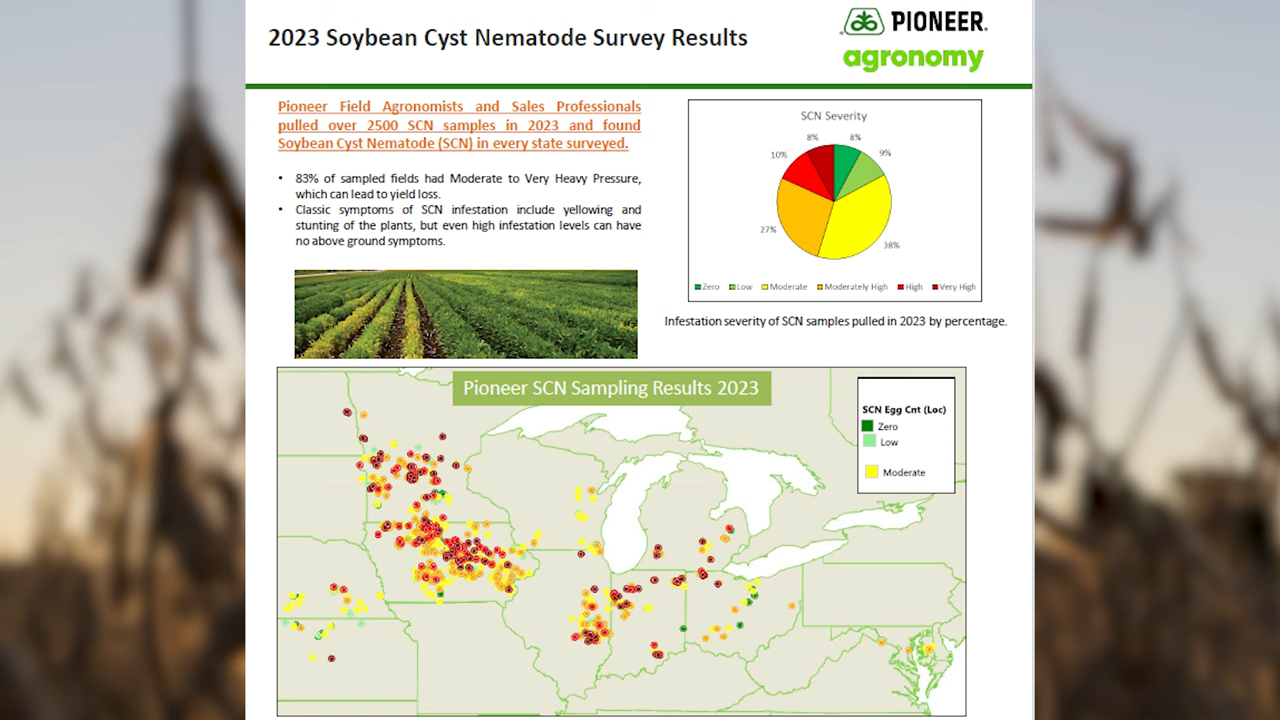 2023 Soybean Cyst Nematode Survey Results
PIONEER.
agronomy
Pioneer Field Agronomists and Sales Professionals
pulled over 2500 SCN samples in 2023 and found
Soybean Cyst Nematode (SCN) in every state surveyed.
• 83% of sampled fields had Moderate to Very Heavy Pressure,
which can lead to yield loss.
• Classic symptoms of SCN infestation include yellowing and
stunting of the plants, but even high infestation levels can have
no above ground symptoms.
SCN Severity
8%
8%
10%
9%
27%
38%
Zero Low Moderate Moderately High High Very High
Infestation severity of SCN samples pulled in 2023 by percentage.
Pioneer SCN Sampling Results 2023
SCN Egg Cnt (Loc)
Zero
Low
Moderate